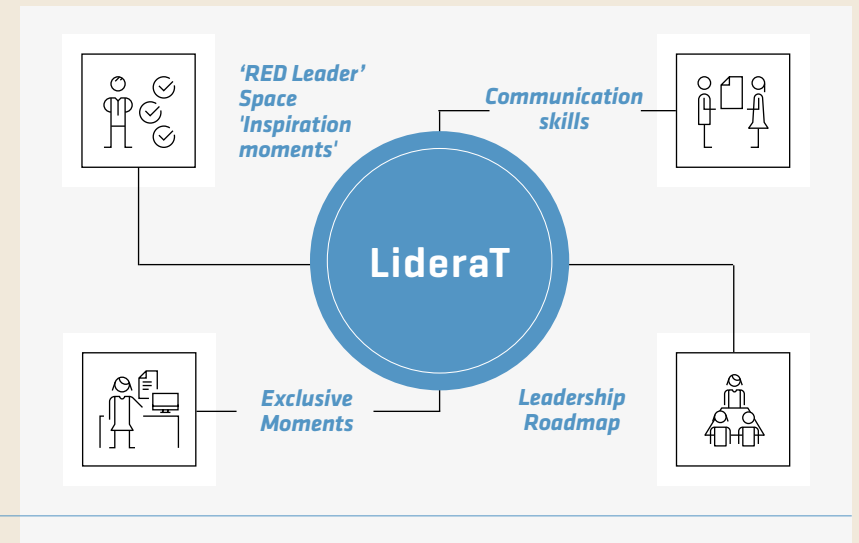 ‘RED Leader’
Space
'Inspiration
moments'
Communication
skills
LideraT
Exclusive
Moments
Leadership
Roadmap